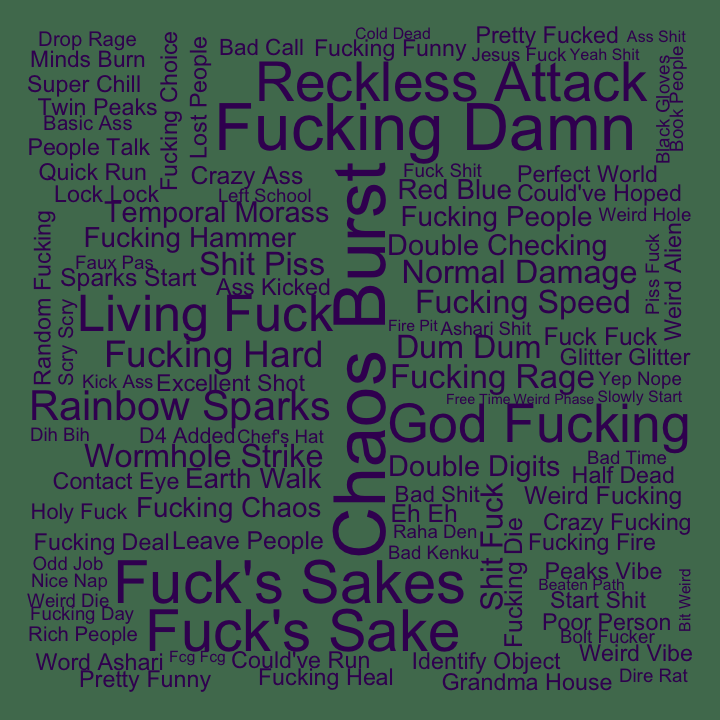 Drop Rage
Minds Burn
Super Chill
Twin Peaks
Basic Ass
People Talk
Quick Run
Lock Lock
Fucking Choice
Lost People
Bad Call
Cold Dead
Fucking Funny
Pretty Fucked
Ass Shit
Jesus Fuck
Yeah Shit
Reckless Attack
Fucking Damn
Black Gloves
Book People
Crazy Ass
Left School
Temporal Morass
Fucking Hammer
Faux Pas
Shit Piss
Sparks Start
Ass Kicked
Random Fucking
Scry Scry
Living Fuck
Fucking Hard
Kick Ass
Excellent Shot
Rainbow Sparks
Chaos Burst
Fuck Shit
Perfect World
Red Blue
Could've Hoped
Fucking People
Weird Hole
Double Checking
Piss Fuck
Weird Alien
Normal Damage
Fucking Speed
Fire Pit
Ashari Shit
Fuck Fuck
Dum Dum
Glitter Glitter
Fucking Rage
Yep Nope
Free Time
Weird Phase
Slowly Start
God Fucking
Dih Bih
D4 Added
Chef's Hat
Wormhole Strike
Contact Eye
Earth Walk
Holy Fuck
Fucking Chaos
Fucking Deal
Leave People
Double Digits
Bad Time
Half Dead
Bad Shit
Shit Fuck
Weird Fucking
Eh Eh
Raha Den
Bad Kenku
Fucking Die
Crazy Fucking
Fucking Fire
Odd Job
Nice Nap
Weird Die
Fucking Day
Rich People
Fuck's Sakes
Fuck's Sake
Peaks Vibe
Beaten Path
Start Shit
Bit Weird
Poor Person
Bolt Fucker
Weird Vibe
Word Ashari
Fcg Fcg
Could've Run
Identify Object
Pretty Funny
Fucking Heal
Grandma House
Dire Rat